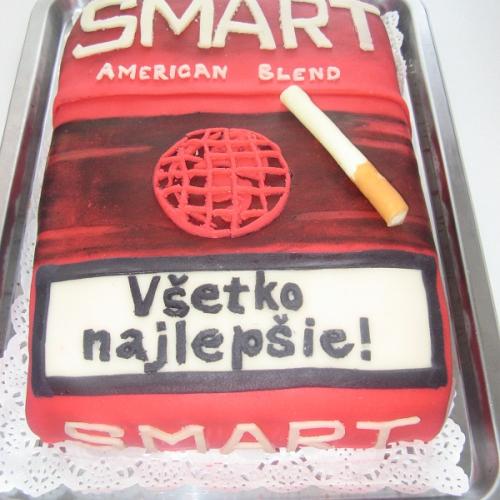 SMART
AMERICAN BLEND
Všetko
najlepšie!
SMART